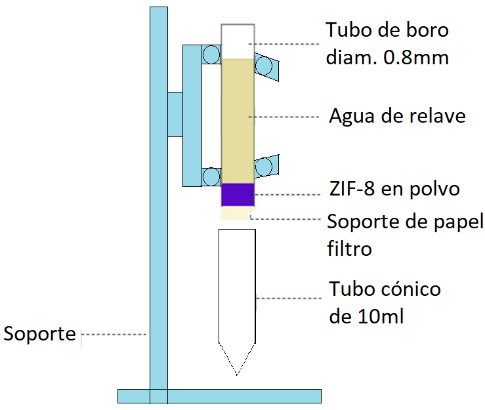 Tubo de boro
diam. 0.8mm
Agua de relave
ZIF-8 en polvo
Soporte de papel
filtro
Tubo cónico
de 10ml
Soporte